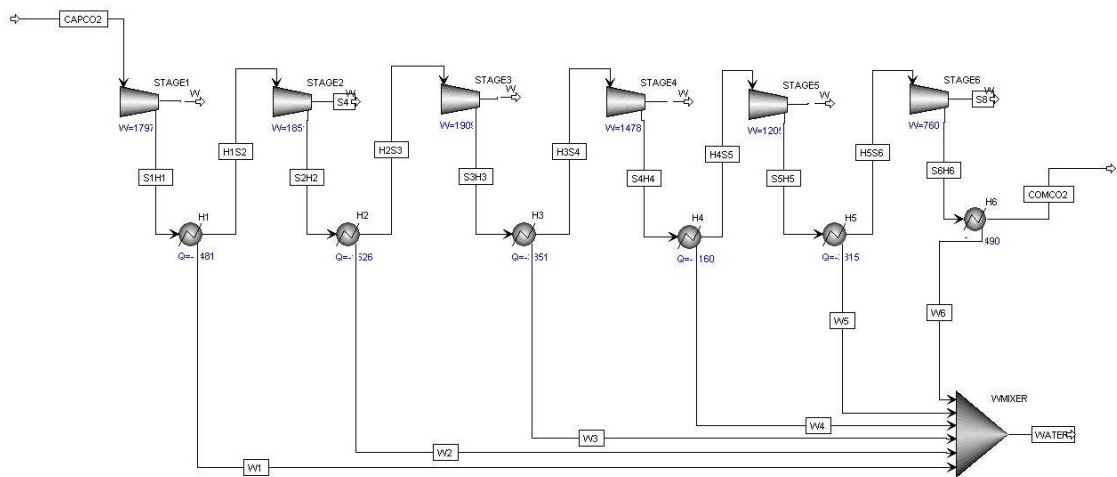 CAPCO2
STAGE1
W
W=1797
STAGE2
W
S4
W=185
STAGE3
W
W=1909
STAGE4
W
W=1478
STAGE5
W
W=1205
STAGE6
W
S8
W=760
S1H1
H1S2
S2H2
H2S3
S3H3
H3S4
S4H4
H4S5
S5H5
H5S6
S6H6
COMCO2
H1
H2
H3
H4
H5
H6
W1
W2
W3
W4
W5
W6
WMIXER
WATER